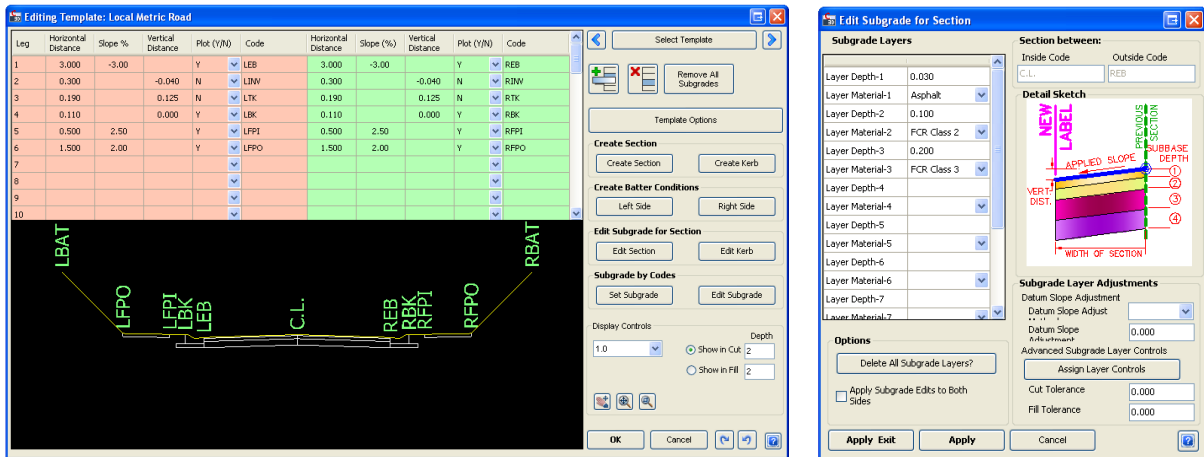 Editing Template: Local Metric Road
Leg Horizontal Distance Slope % Vertical Distance Plot (Y/N) Code Horizontal Distance Slope (%) Vertical Distance Plot (Y/N) Code
1 3.000 -3.00 Y LEB 3.000 -3.00 Y REB
2 0.300 -0.040 N LINV 0.300 -0.040 N RINV
3 0.190 0.125 N LTK 0.190 0.125 N RTK
4 0.110 0.000 Y LBK 0.110 0.000 Y RBK
5 0.500 2.50 Y LFPI 0.500 2.50 Y RFPI
6 1.500 2.00 Y LFPO 1.500 2.00 Y RFPO
7
8
9
10
LBAT
LFPO
LFPI
LBK
LEB
C.L.
REB
RBK
RFPI
RFPO
RBAT
Select Template
Remove All Subgrades
Template Options
Create Section
Create Section Create Kerb
Create Batter Conditions
Left Side Right Side
Edit Subgrade for Section
Edit Section Edit Kerb
Subgrade by Codes
Set Subgrade Edit Subgrade
Display Controls
Depth
1.0 Show in Cut 2
Show in Fill 2
OK Cancel
Edit Subgrade for Section
Subgrade Layers
Layer Depth-1 0.030
Layer Material-1 Asphalt
Layer Depth-2 0.100
Layer Material-2 FCR Class 2
Layer Depth-3 0.200
Layer Material-3 FCR Class 3
Layer Depth-4
Layer Material-4
Layer Depth-5
Layer Material-5
Layer Depth-6
Layer Material-6
Layer Depth-7
Layer Material-7
Options
Delete All Subgrade Layers?
Apply Subgrade Edits to Both Sides
Section between:
Inside Code Outside Code
C.L. REB
Detail Sketch
NEW LABEL
PREVIOUS SECTION
APPLIED SLOPE
SUBBASE DEPTH
1
2
3
4
VERT. DIST.
WIDTH OF SECTION
Subgrade Layer Adjustments
Datum Slope Adjustment
Datum Slope Adjust
Datum Slope Adjustment 0.000
Advanced Subgrade Layer Controls
Assign Layer Controls
Cut Tolerance 0.000
Fill Tolerance 0.000
Apply Exit Apply Cancel